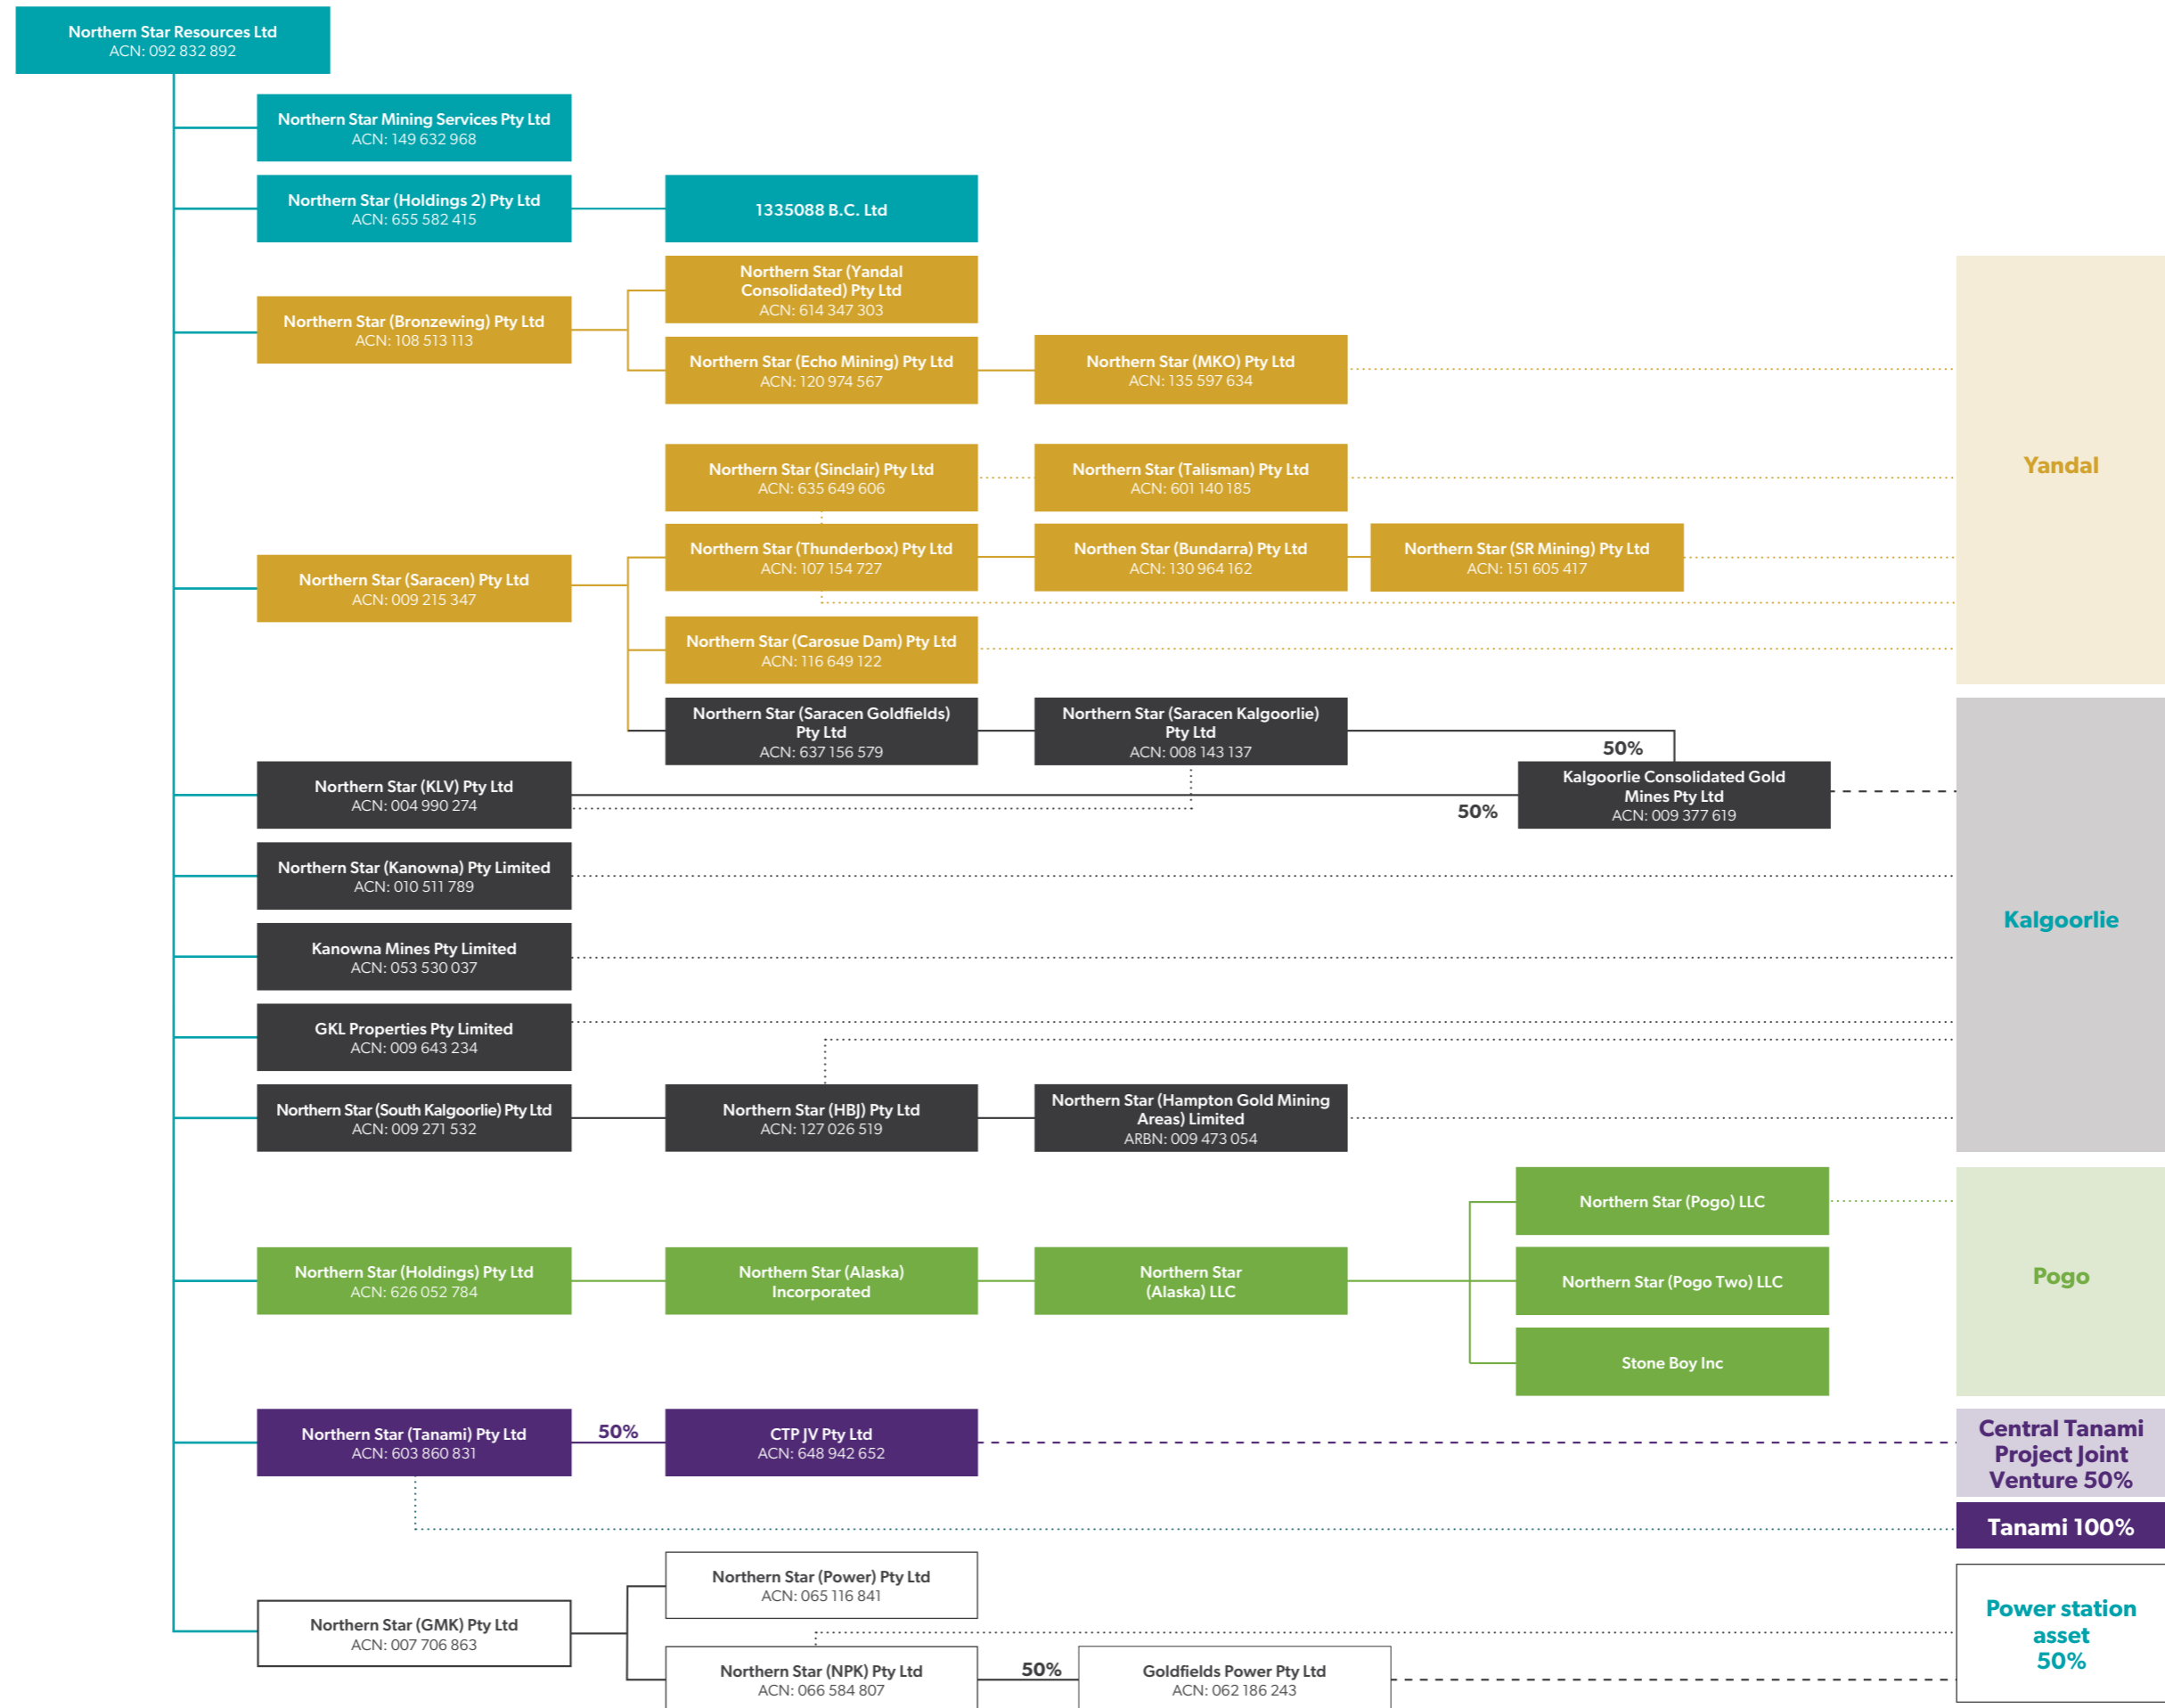 Northern Star Resources Ltd
ACN: 092 832 892
Northern Star Mining Services Pty Ltd
ACN: 149 632 968
Northern Star (Holdings 2) Pty Ltd
ACN: 655 582 415
1335088 B.C. Ltd
Northern Star (Bronzewing) Pty Ltd
ACN: 108 513 113
Northern Star (Yandal
Consolidated) Pty Ltd
ACN: 614 347 303
Northern Star (Echo Mining) Pty Ltd
ACN: 120 974 567
Northern Star (MKO) Pty Ltd
ACN: 135 597 634
Yandal
Northern Star (Sinclair) Pty Ltd
ACN: 635 649 606
Northern Star (Talisman) Pty Ltd
ACN: 601 140 185
Northern Star (Saracen) Pty Ltd
ACN: 009 215 347
Northern Star (Thunderbox) Pty Ltd
ACN: 107 154 727
Northen Star (Bundarra) Pty Ltd
ACN: 130 964 162
Northern Star (SR Mining) Pty Ltd
ACN: 151 605 417
Northern Star (Carosue Dam) Pty Ltd
ACN: 116 649 122
Northern Star (Saracen Goldfields)
Pty Ltd
ACN: 637 156 579
Northern Star (Saracen Kalgoorlie)
Pty Ltd
ACN: 008 143 137
50%
Northern Star (KLV) Pty Ltd
ACN: 004 990 274
50%
Kalgoorlie Consolidated Gold
Mines Pty Ltd
ACN: 009 377 619
Northern Star (Kanowna) Pty Limited
ACN: 010 511 789
Kalgoorlie
Kanowna Mines Pty Limited
ACN: 053 530 037
GKL Properties Pty Limited
ACN: 009 643 234
Northern Star (South Kalgoorlie) Pty Ltd
ACN: 009 271 532
Northern Star (HBJ) Pty Ltd
ACN: 127 026 519
Northern Star (Hampton Gold Mining
Areas) Limited
ARBN: 009 473 054
Northern Star (Pogo) LLC
Northern Star (Holdings) Pty Ltd
ACN: 626 052 784
Northern Star (Alaska)
Incorporated
Northern Star
(Alaska) LLC
Northern Star (Pogo Two) LLC
Pogo
Stone Boy Inc
Northern Star (Tanami) Pty Ltd
ACN: 603 860 831
50%
CTP JV Pty Ltd
ACN: 648 942 652
Central Tanami
Project Joint
Venture 50%
Tanami 100%
Northern Star (Power) Pty Ltd
ACN: 065 116 841
Northern Star (GMK) Pty Ltd
ACN: 007 706 863
Power station
asset
50%
Northern Star (NPK) Pty Ltd
ACN: 066 584 807
50%
Goldfields Power Pty Ltd
ACN: 062 186 243